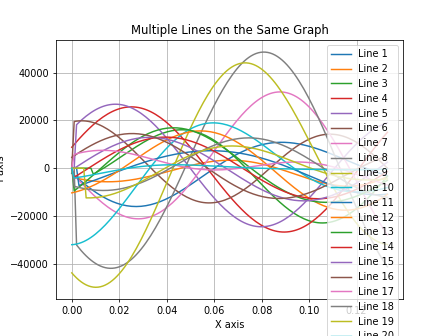 Multiple Lines on the Same Graph
40000
20000
0
−20000
−40000
0.00
0.02
0.04
0.06
0.08
0.10
X axis
Line 1
Line 2
Line 3
Line 4
Line 5
Line 6
Line 7
Line 8
Line 9
Line 10
Line 11
Line 12
Line 13
Line 14
Line 15
Line 16
Line 17
Line 18
Line 19
Line 20